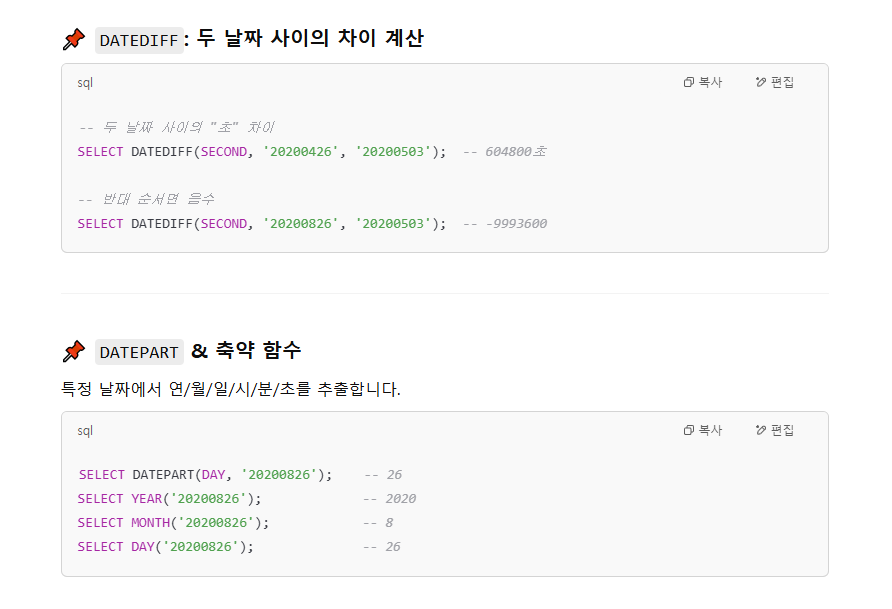 DATEDIFF: 두 날짜 사이의 차이 계산
sql
복사 편집
-- 두 날짜 사이의 "초" 차이
SELECT DATEDIFF(SECOND, '20200426', '20200503'); -- 604800초
-- 반대 순서면 음수
SELECT DATEDIFF(SECOND, '20200826', '20200503'); -- -9993600
DATEPART & 축약 함수
특정 날짜에서 연/월/일/시/분/초를 추출합니다.
sql
복사 편집
SELECT DATEPART(DAY, '20200826'); -- 26
SELECT YEAR('20200826'); -- 2020
SELECT MONTH('20200826'); -- 8
SELECT DAY('20200826'); -- 26